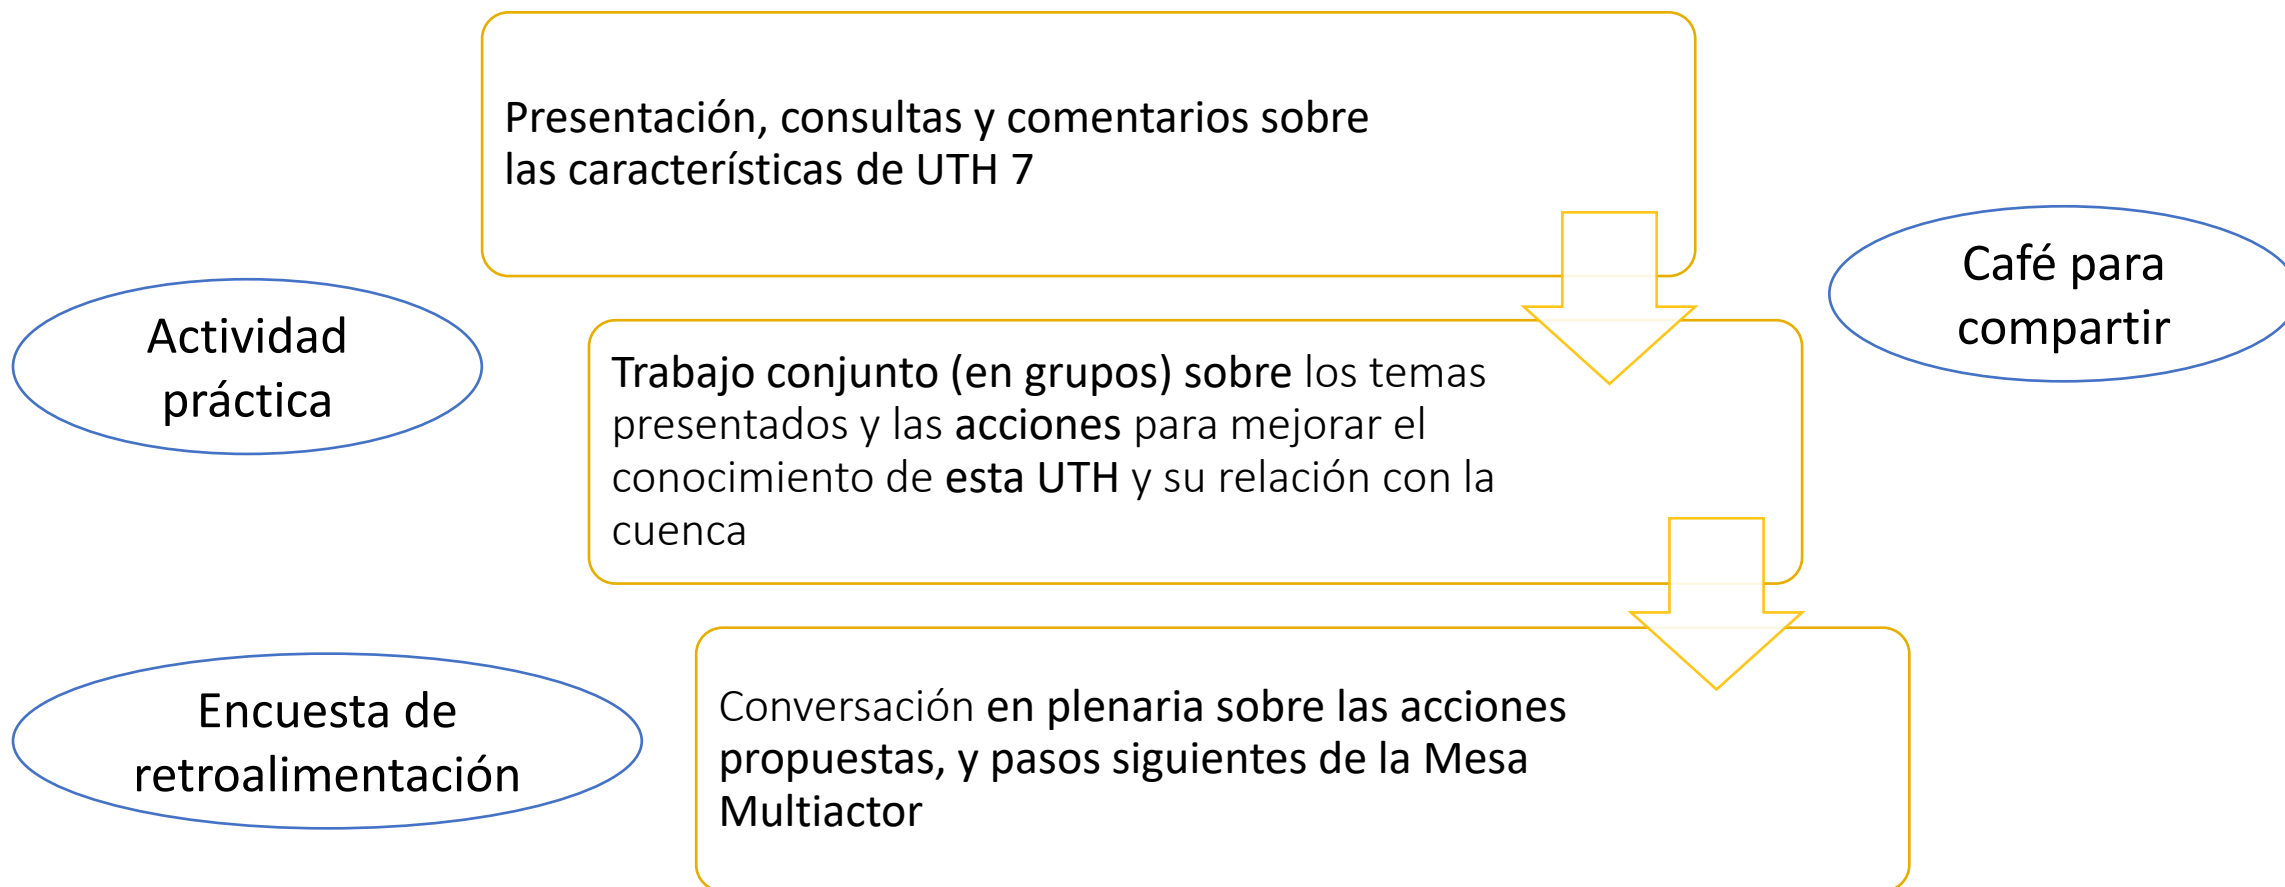 Presentación, consultas y comentarios sobre
las características de UTH 7
Café para
compartir
Actividad
práctica
Trabajo conjunto (en grupos) sobre los temas
presentados y las acciones para mejorar el
conocimiento de esta UTH y su relación con la
cuenca
Encuesta de
retroalimentación
Conversación en plenaria sobre las acciones
propuestas, y pasos siguientes de la Mesa
Multiactor